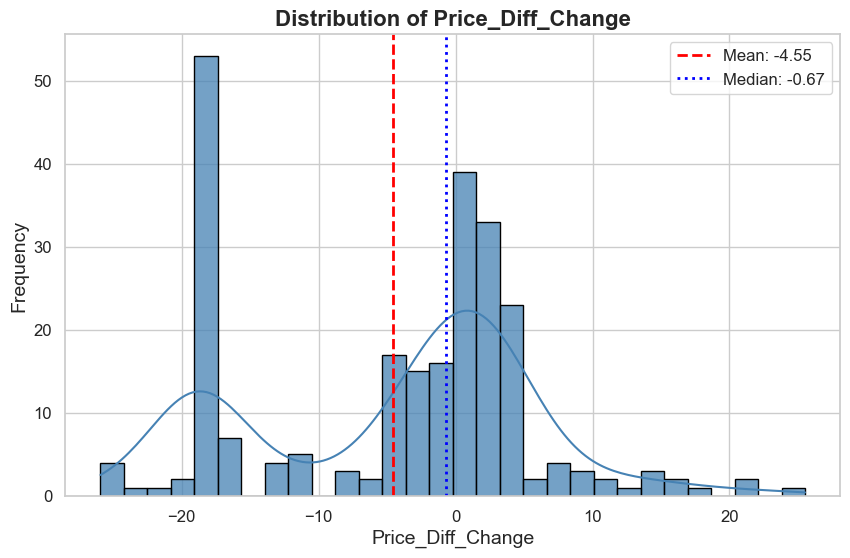 Distribution of Price_Diff_Change
Mean: -4.55
Median: -0.67
Frequency
50
40
30
20
10
0
−20
−10
0
10
20
Price_Diff_Change